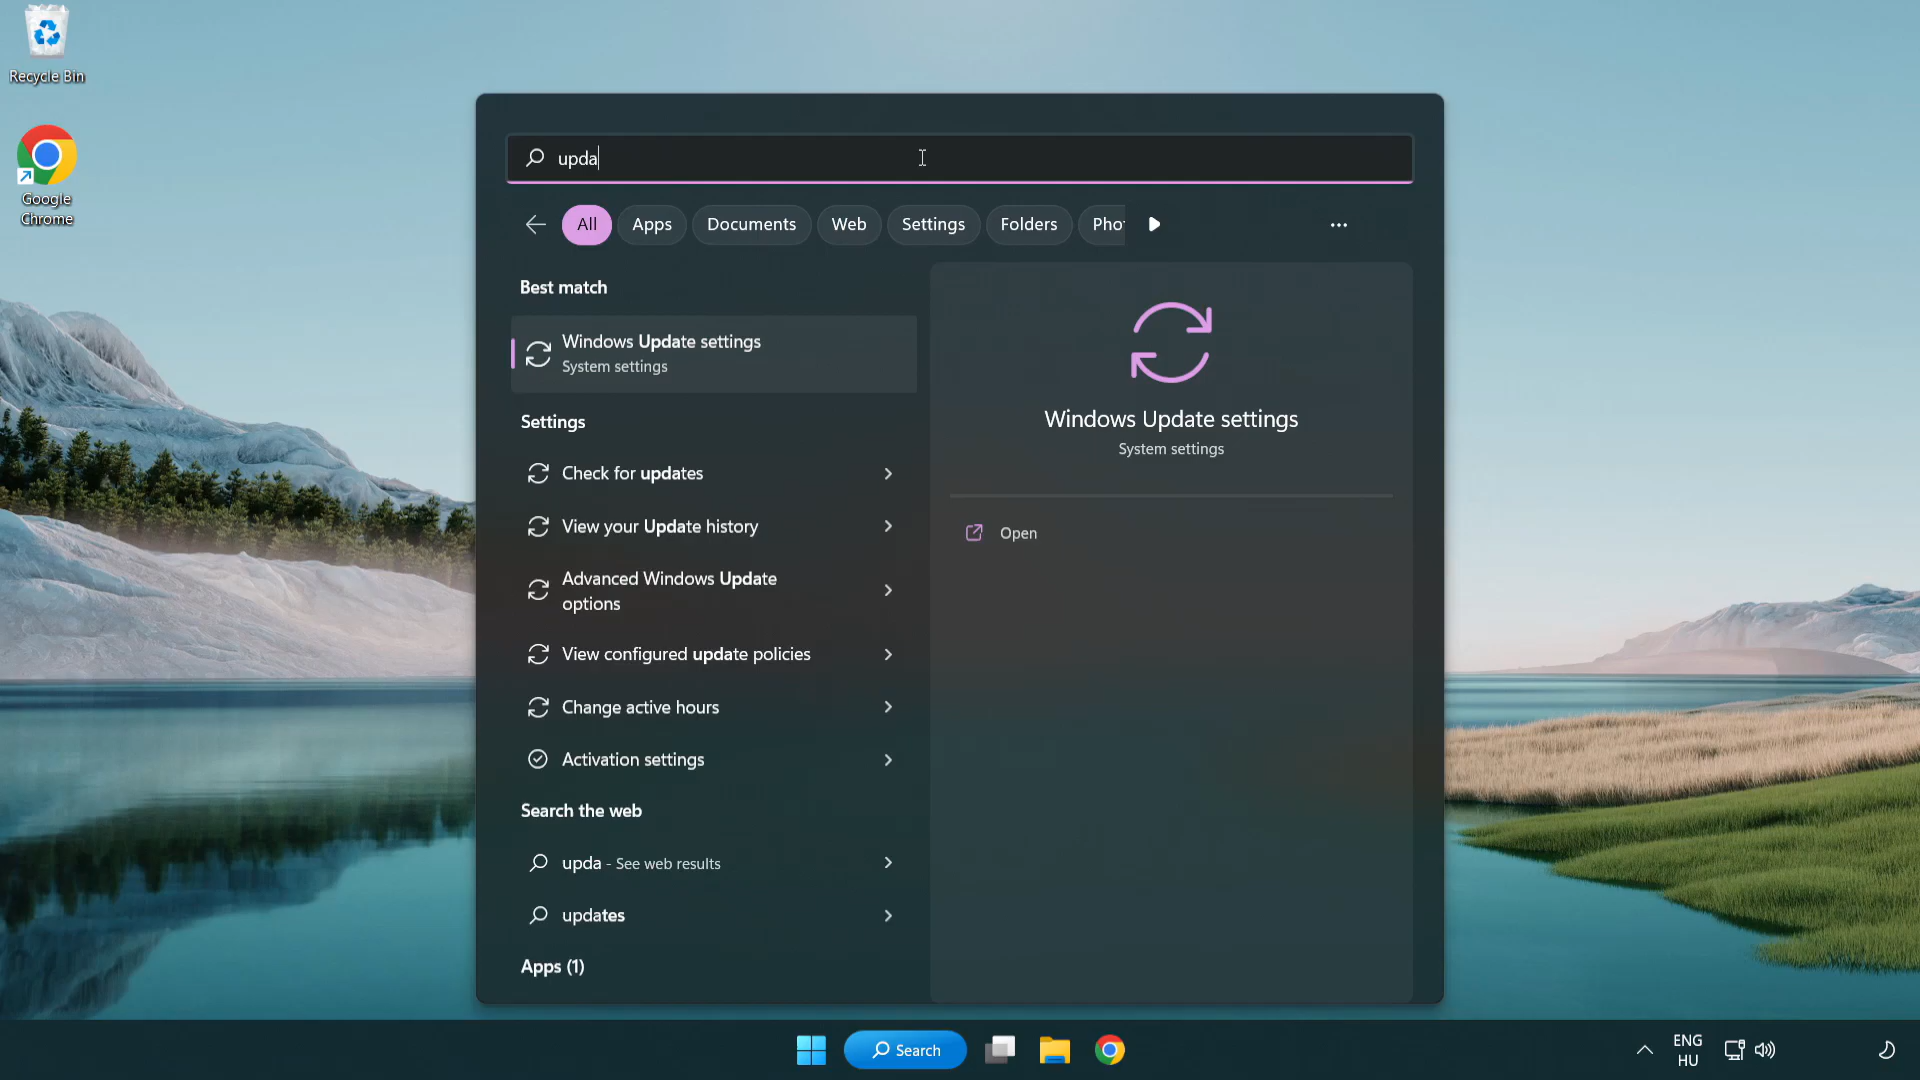 Recycle Bin
Google
Chrome
upda
All
Apps
Documents
Web
Settings
Folders
Pho
Best match
Windows Update settings
System settings
Settings
Check for updates
View your Update history
Advanced Windows Update
options
View configured update policies
Change active hours
Activation settings
Search the web
upda - See web results
updates
Apps (1)
Windows Update settings
System settings
Open
Search
ENG
HU